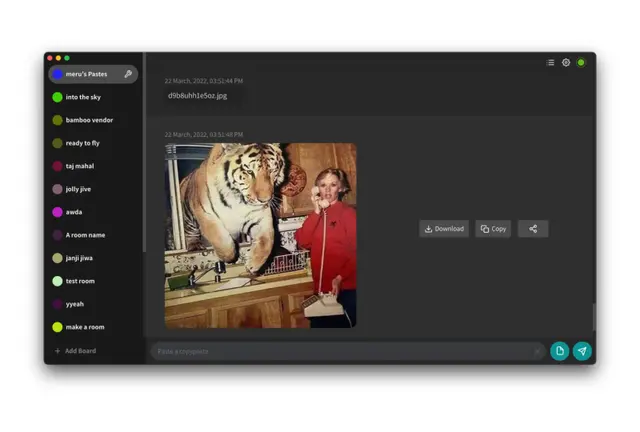 meru's Pastes
into the sky
bamboo vendor
ready to fly
taj mahal
jolly jive
awda
A room name
janji jiwa
test room
yyeah
make a room
Add Board
22 March, 2022, 03:52:44 PM
d9b8uhh1e5oz.jpg
22 March, 2022, 03:51:48 PM
Download
Copy